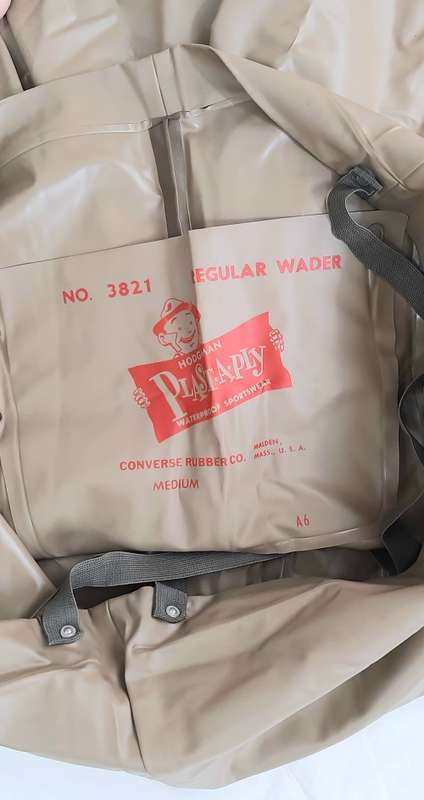 NO. 3821 REGULAR WADER
HODGMAN
PLAST·A·PLY
WATERPROOF SPORTSWEAR
CONVERSE RUBBER CO. MALDEN,
MASS., U. S. A.
MEDIUM
A6